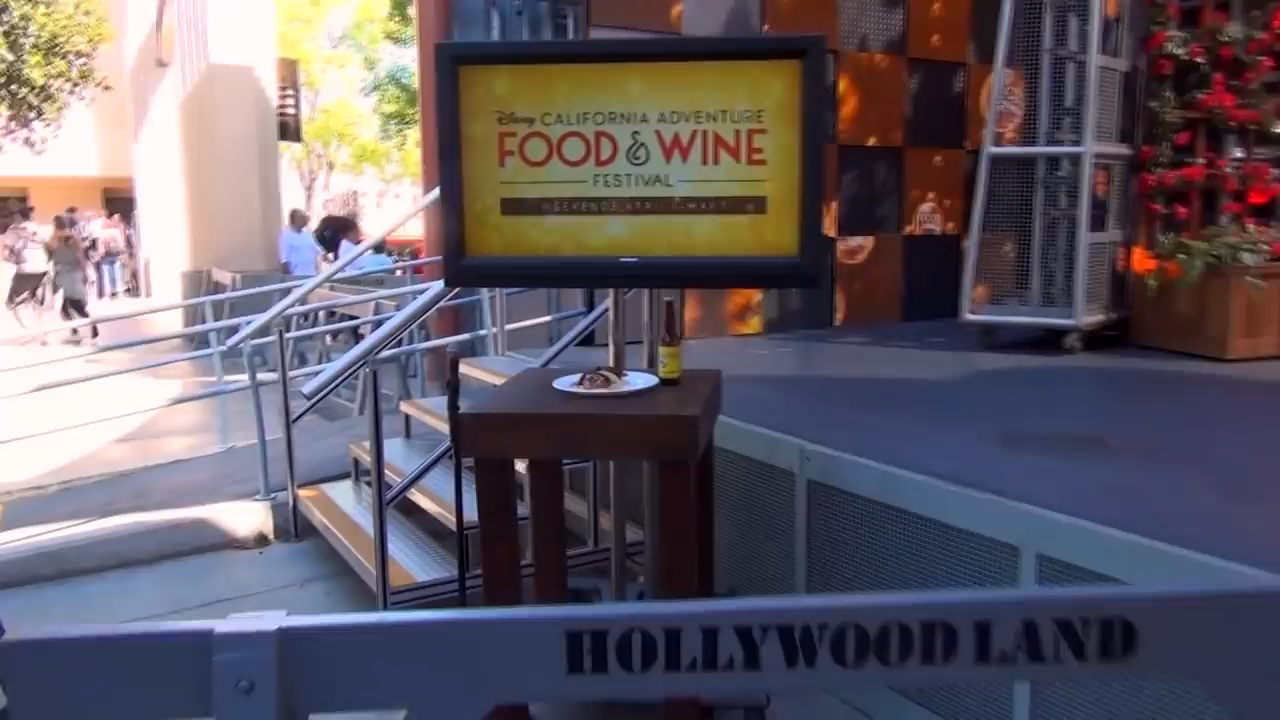 Disney CALIFORNIA ADVENTURE
FOOD & WINE
FESTIVAL
HOLLYWOOD LAND